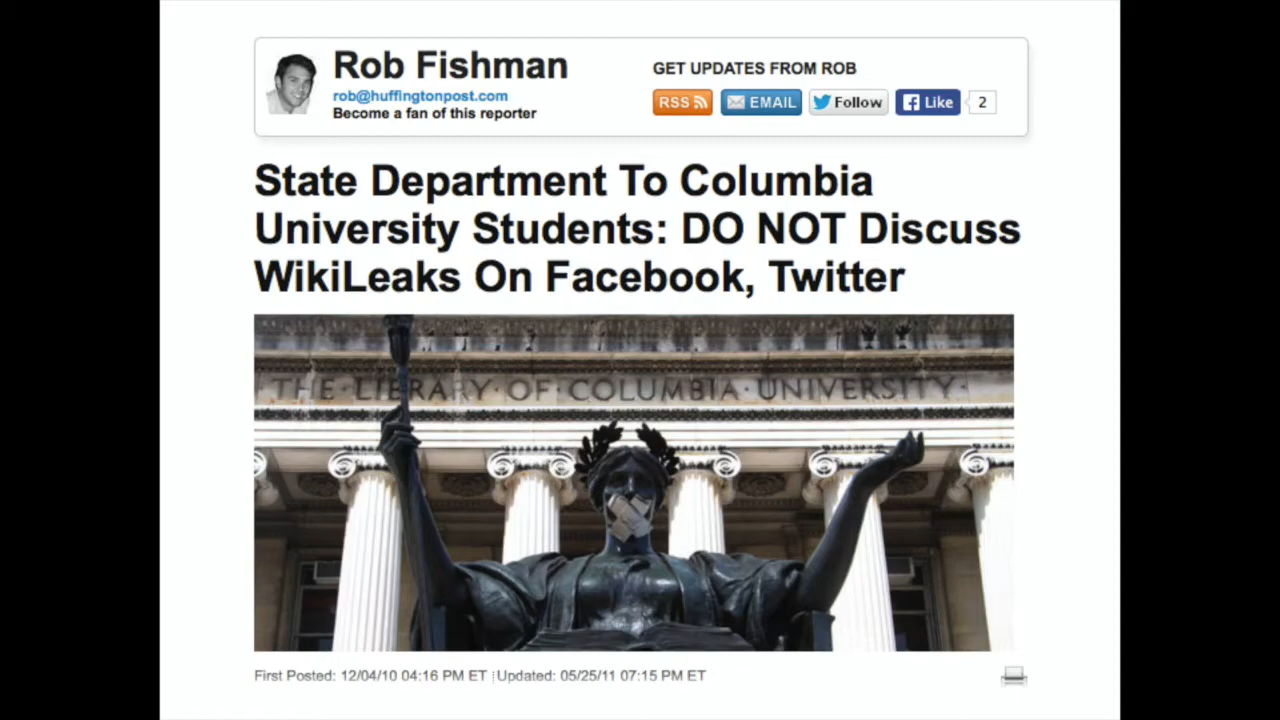 Rob Fishman
rob@huffingtonpost.com
Become a fan of this reporter
GET UPDATES FROM ROB
RSS EMAIL Follow Like 2
State Department To Columbia
University Students: DO NOT Discuss
WikiLeaks On Facebook, Twitter
THE·LIBRARY·OF·COLUMBIA·UNIVERSITY·
First Posted: 12/04/10 04:16 PM ET Updated: 05/25/11 07:15 PM ET